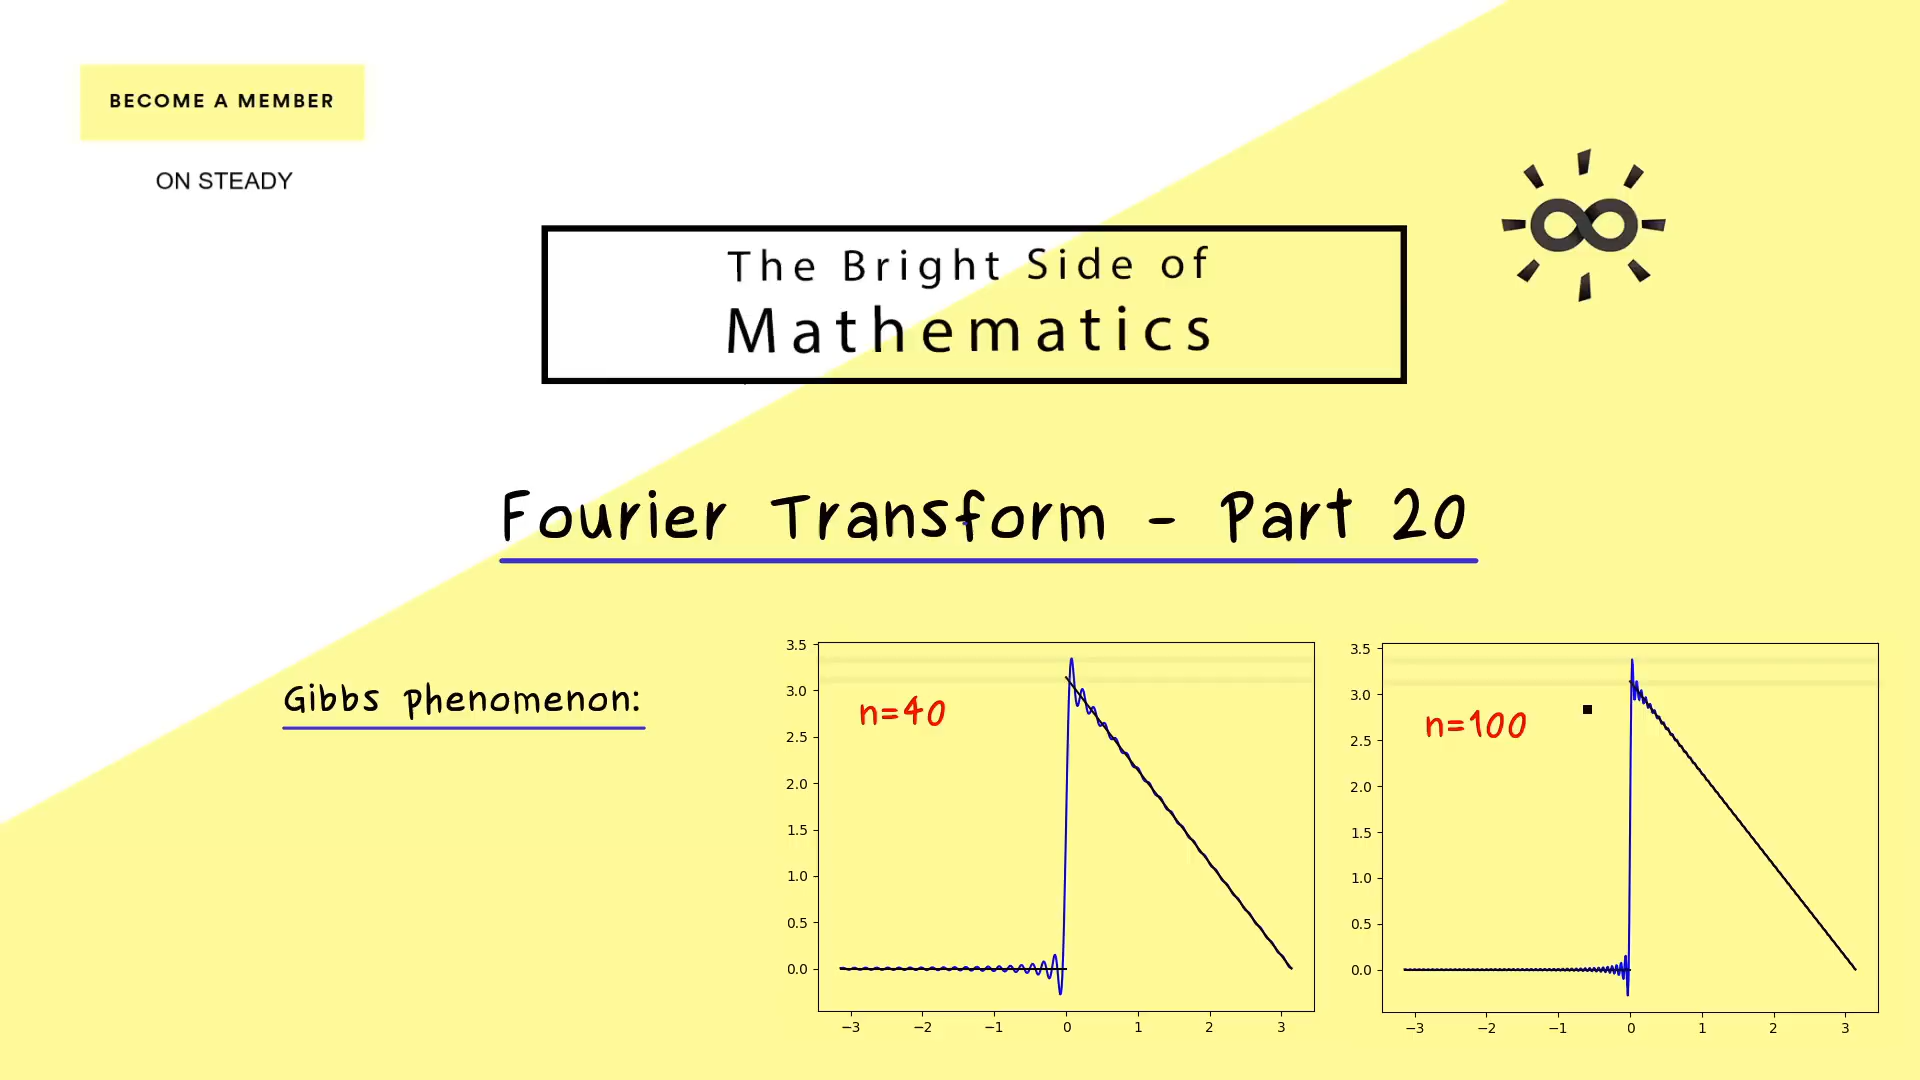 BECOME A MEMBER
ON STEADY
The Bright Side of
Mathematics
Fourier Transform - Part 20
Gibbs phenomenon:
3.5
3.0
2.5
2.0
1.5
1.0
0.5
0.0
n=40
−3 −2 −1 0 1 2 3
3.5
3.0
2.5
2.0
1.5
1.0
0.5
0.0
n=100
−3 −2 −1 0 1 2 3